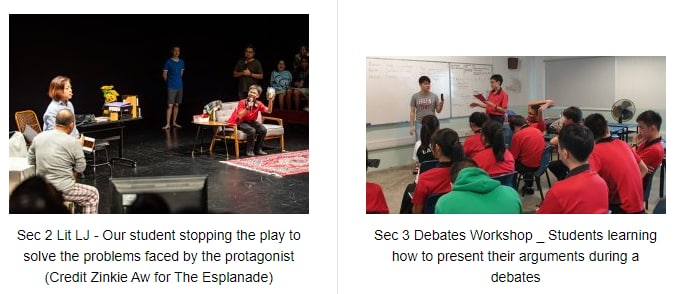 Sec 2 Lit LJ - Our student stopping the play to
solve the problems faced by the protagonist
(Credit Zinkie Aw for The Esplanade)
Sec 3 Debates Workshop _ Students learning
how to present their arguments during a
debates